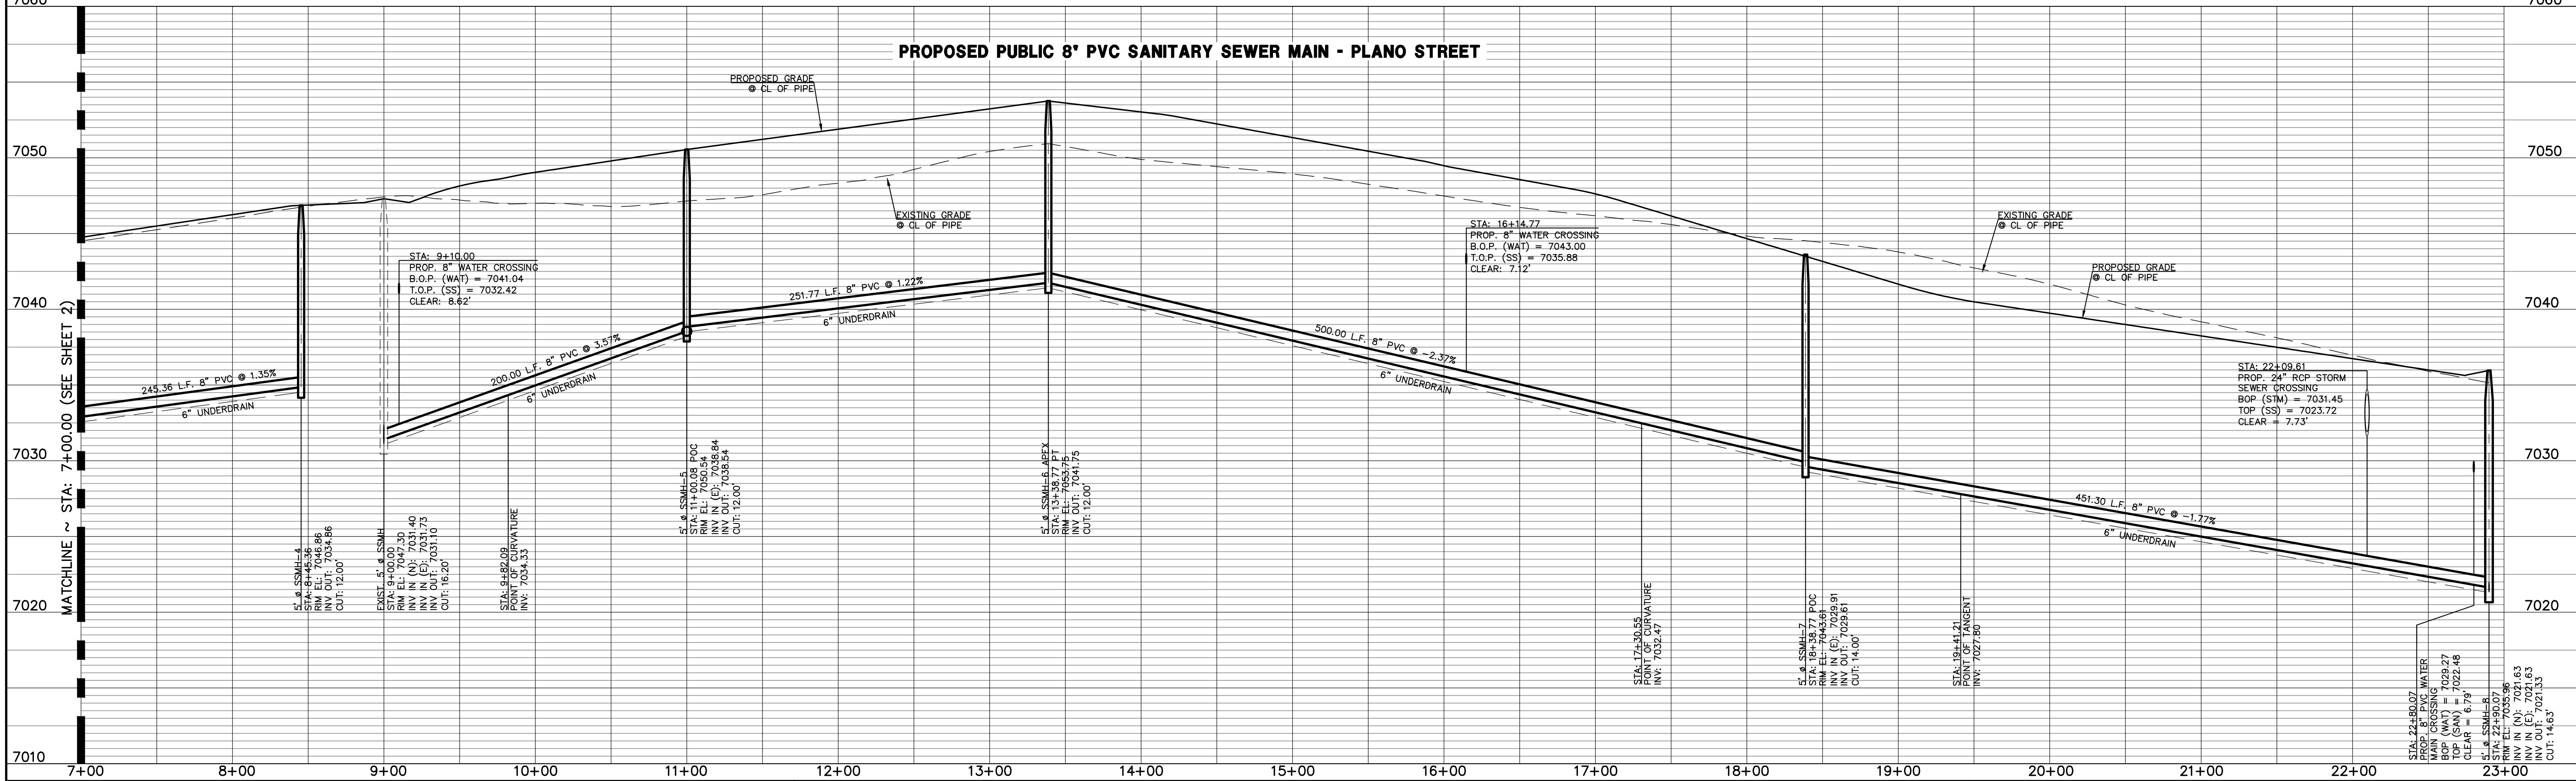 7060
7060
PROPOSED PUBLIC 8" PVC SANITARY SEWER MAIN - PLANO STREET
PROPOSED GRADE
@ CL OF PIPE
7050
7050
EXISTING GRADE
@ CL OF PIPE
EXISTING GRADE
@ CL OF PIPE
PROPOSED GRADE
@ CL OF PIPE
STA: 9+10.00
PROP. 8" WATER CROSSING
B.O.P. (WAT) = 7041.04
T.O.P. (SS) = 7032.42
CLEAR: 8.62'
STA: 16+14.77
PROP. 8" WATER CROSSING
B.O.P. (WAT) = 7043.00
T.O.P. (SS) = 7035.88
CLEAR: 7.12'
STA: 22+09.61
PROP. 24" RCP STORM
SEWER CROSSING
BOP (STM) = 7031.45
TOP (SS) = 7023.72
CLEAR = 7.73'
7040
7040
MATCHLINE ~ STA: 7+00.00 (SEE SHEET 2)
245.36 L.F. 8" PVC @ 1.35%
6" UNDERDRAIN
200.00 L.F. 8" PVC @ 3.57%
6" UNDERDRAIN
251.77 L.F. 8" PVC @ 1.22%
6" UNDERDRAIN
500.00 L.F. 8" PVC @ -2.37%
6" UNDERDRAIN
451.30 L.F. 8" PVC @ -1.77%
6" UNDERDRAIN
7030
7030
5' ø SSMH-4
STA: 8+45.36
RIM EL: 7046.86
INV OUT: 7034.86
CUT: 12.00'
EXIST. 5' ø SSMH
STA: 9+00.00
RIM EL: 7047.30
INV IN (N): 7031.40
INV IN (E): 7031.73
INV OUT: 7031.10
CUT: 16.20'
STA: 9+82.09
POINT OF CURVATURE
INV: 7034.33
5' ø SSMH-5
STA: 11+00.08 POC
RIM EL: 7050.54
INV IN (E): 7038.84
INV OUT: 7038.54
CUT: 12.00'
5' ø SSMH-6 APEX
STA: 13+38.77 PT
RIM EL: 7053.75
INV OUT: 7041.75
CUT: 12.00'
STA: 17+30.55
POINT OF CURVATURE
INV: 7032.47
5' ø SSMH-7
STA: 18+38.77 POC
RIM EL: 7043.61
INV IN (E): 7029.91
INV OUT: 7029.61
CUT: 14.00'
STA: 19+41.21
POINT OF TANGENT
INV: 7027.80
STA: 22+80.07
PROP. 8" PVC WATER
MAIN CROSSING
BOP (WAT) = 7029.27
TOP (SAN) = 7022.48
CLEAR = 6.79'
5' ø SSMH-8
STA: 22+90.07
RIM EL: 7035.96
INV IN (N): 7021.63
INV IN (E): 7021.63
INV OUT: 7021.33
CUT: 14.63'
7020
7020
7010
7010
7+00
8+00
9+00
10+00
11+00
12+00
13+00
14+00
15+00
16+00
17+00
18+00
19+00
20+00
21+00
22+00
23+00